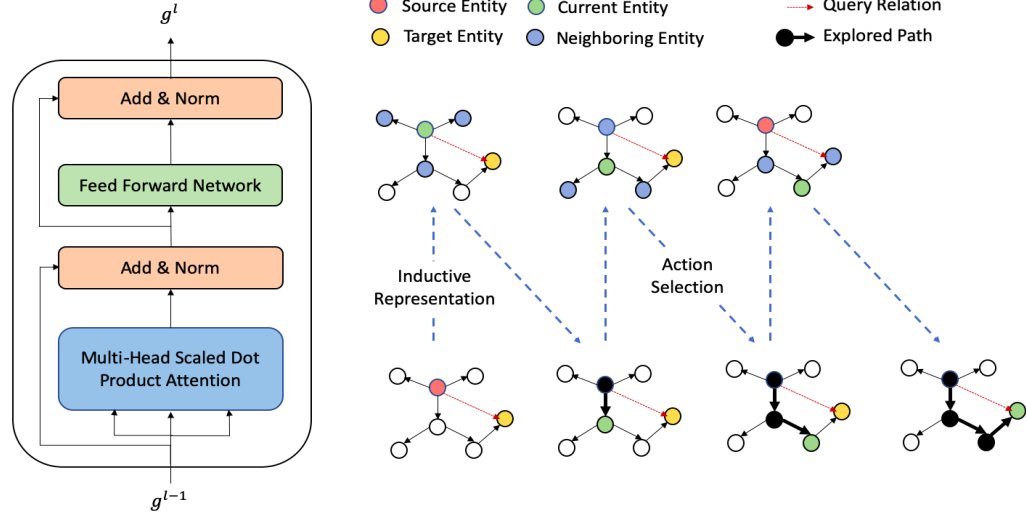 g^l
Add & Norm
Feed Forward Network
Add & Norm
Multi-Head Scaled Dot
Product Attention
g^{l-1}
Source Entity
Current Entity
Query Relation
Target Entity
Neighboring Entity
Explored Path
Inductive
Representation
Action
Selection